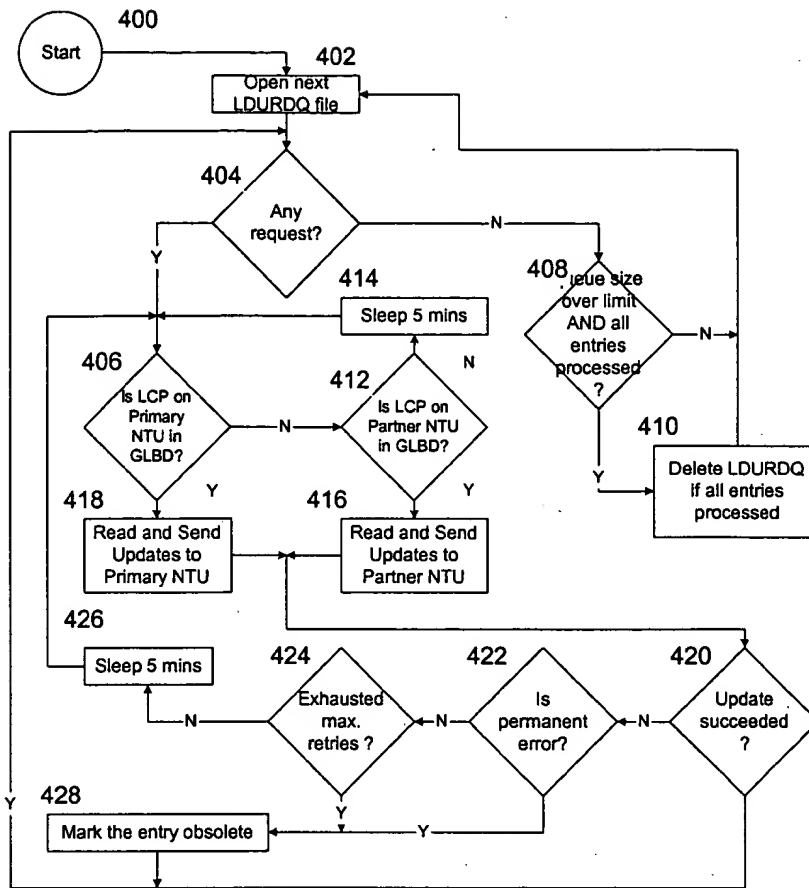 400
Start
402
Open next
LDURDQ file
404
Any
request?
N
Y
408
ueue size
over limit
AND all
entries
processed
?
N
Y
410
Delete LDURDQ
if all entries
processed
414
Sleep 5 mins
406
Is LCP on
Primary
NTU in
GLBD?
N
Y
412
Is LCP on
Partner NTU
in GLBD?
N
Y
418
Read and Send
Updates to
Primary NTU
416
Read and Send
Updates to
Partner NTU
426
Sleep 5 mins
424
Exhausted
max.
retries ?
N
Y
422
Is
permanent
error?
N
Y
420
Update
succeeded
?
N
Y
428
Mark the entry obsolete